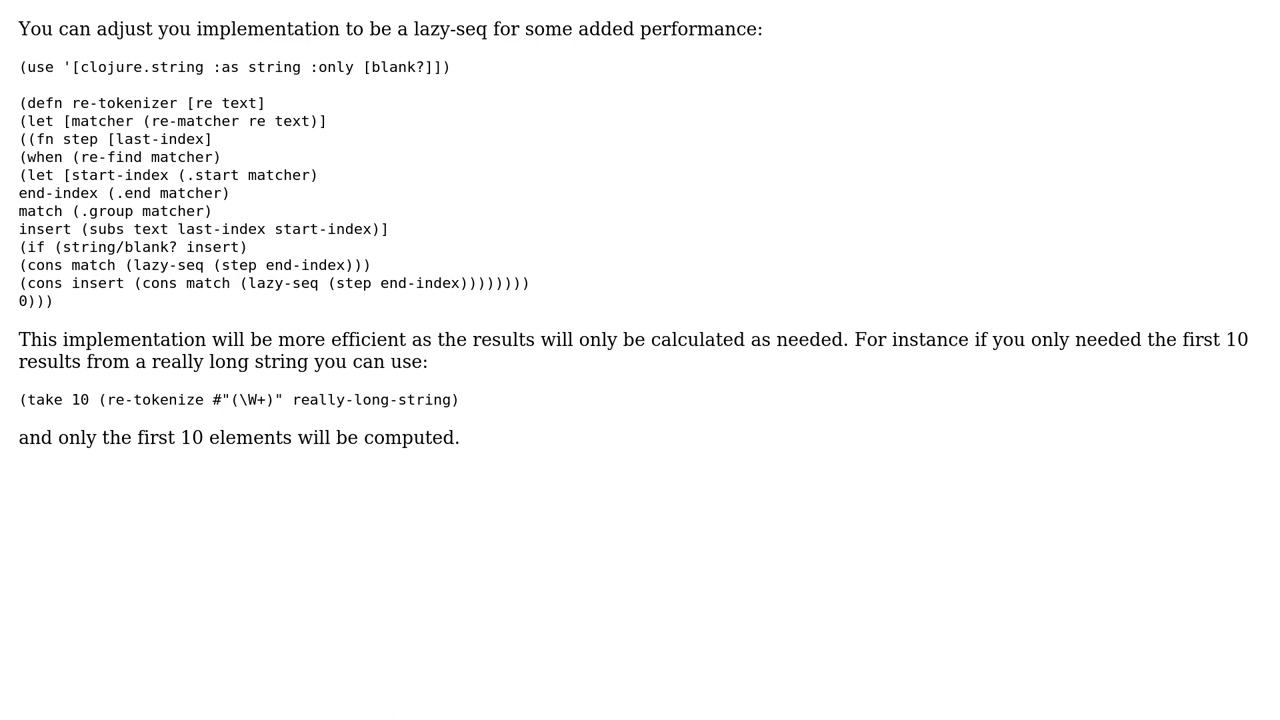 You can adjust you implementation to be a lazy-seq for some added performance:
(use '[clojure.string :as string :only [blank?]])
(defn re-tokenizer [re text]
(let [matcher (re-matcher re text)]
((fn step [last-index]
(when (re-find matcher)
(let [start-index (.start matcher)
end-index (.end matcher)
match (.group matcher)
insert (subs text last-index start-index)]
(if (string/blank? insert)
(cons match (lazy-seq (step end-index)))
(cons insert (cons match (lazy-seq (step end-index))))))))
0)))
This implementation will be more efficient as the results will only be calculated as needed. For instance if you only needed the first 10
results from a really long string you can use:
(take 10 (re-tokenize #"(\W+)" really-long-string)
and only the first 10 elements will be computed.